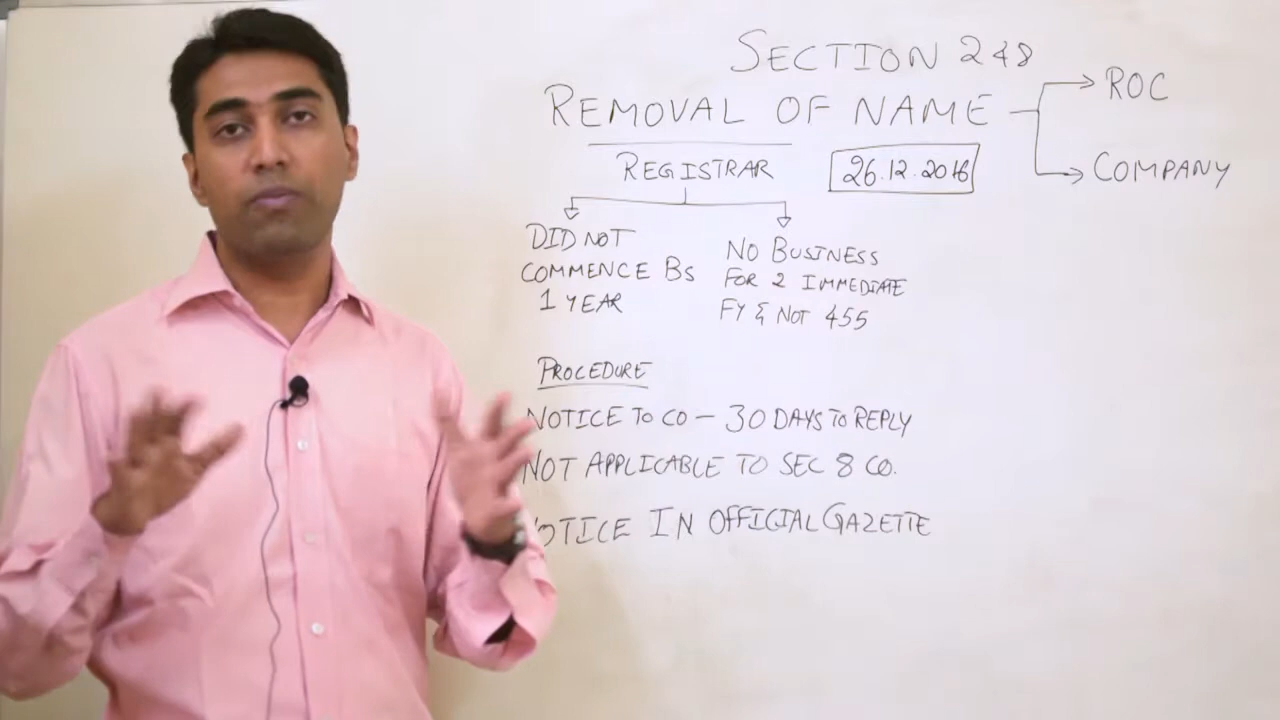 SECTION 248
REMOVAL OF NAME
ROC
COMPANY
REGISTRAR
26.12.2016
DID NOT
COMMENCE BS
1 YEAR
NO BUSINESS
FOR 2 IMMEDIATE
FY & NOT 455
PROCEDURE
NOTICE TO CO — 30 DAYS TO REPLY
NOT APPLICABLE TO SEC 8 CO.
OTICE IN OFFICIAL GAZETTE